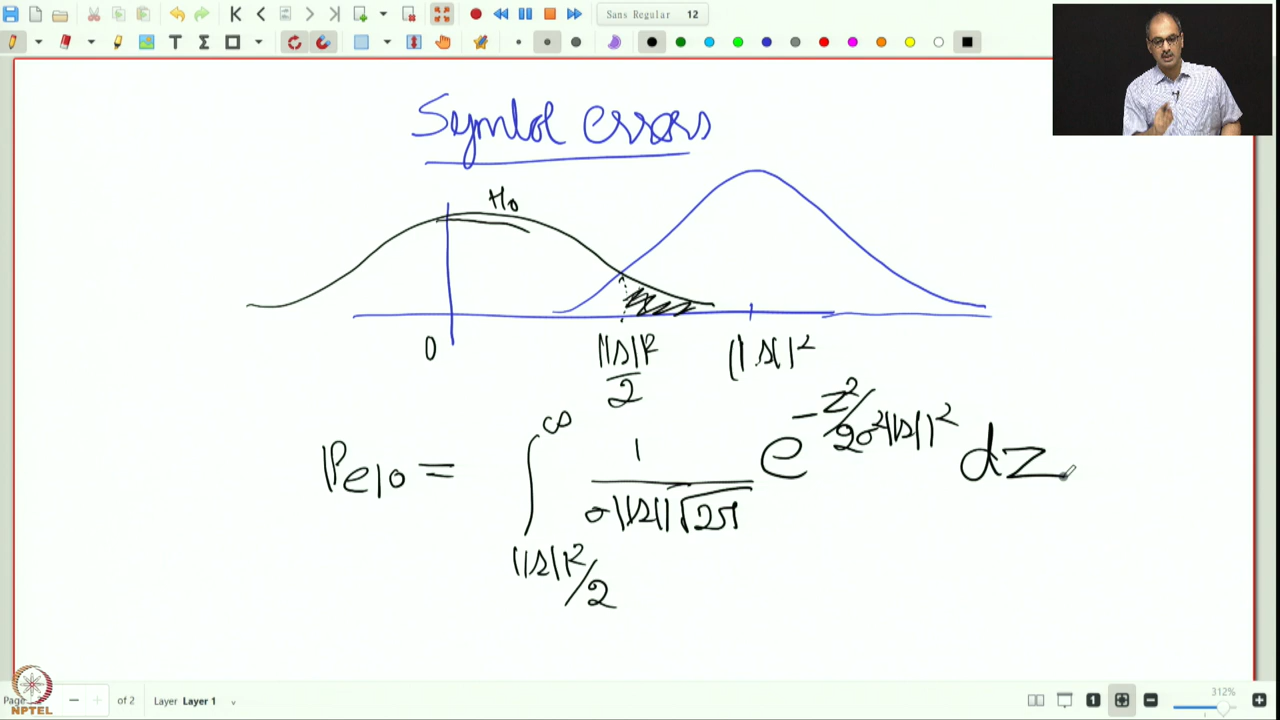 Sans Regular 12
Symbol errors
H₀
0
||s||²/2
||s||²
Pe|0 = ∫_{||s||²/2}^{∞} 1/(σ||s||√2π) e^{-z²/2σ²||s||²} dz
NPTEL
Page
of 2
Layer Layer 1
1
312%